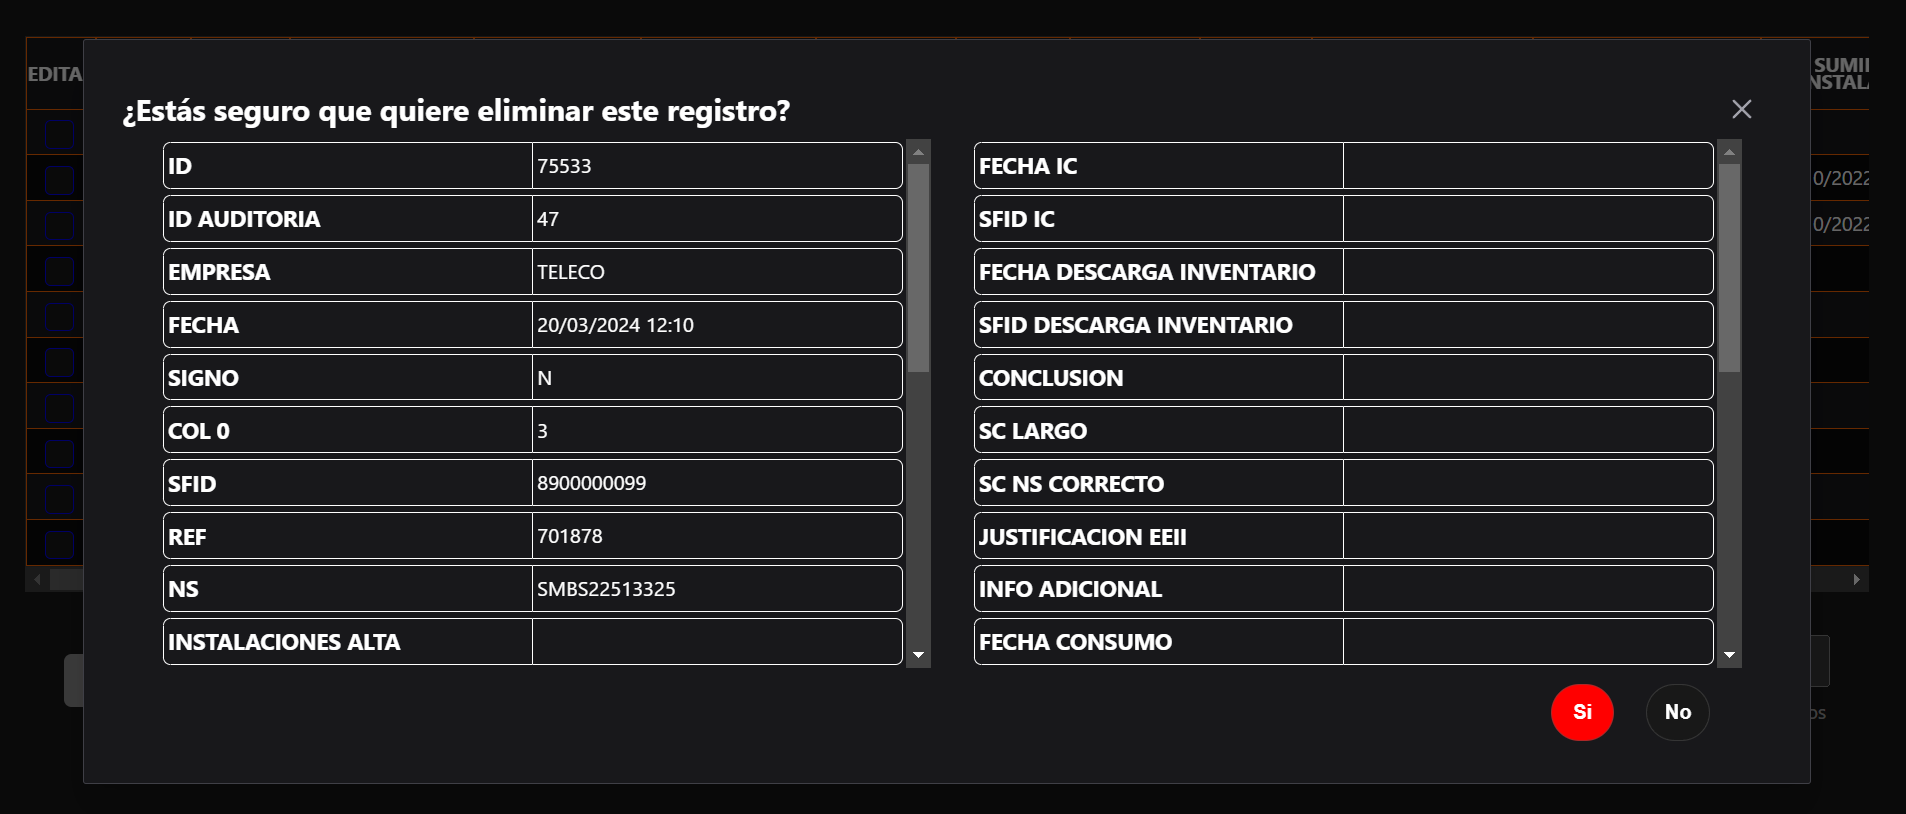 EDITA
SUMI
NSTALA
¿Estás seguro que quiere eliminar este registro?
ID 75533
ID AUDITORIA 47
EMPRESA TELECO
FECHA 20/03/2024 12:10
SIGNO N
COL 0 3
SFID 8900000099
REF 701878
NS SMBS22513325
INSTALACIONES ALTA
FECHA IC
SFID IC
FECHA DESCARGA INVENTARIO
SFID DESCARGA INVENTARIO
CONCLUSION
SC LARGO
SC NS CORRECTO
JUSTIFICACION EEII
INFO ADICIONAL
FECHA CONSUMO
0/2022
0/2022
Si No
os